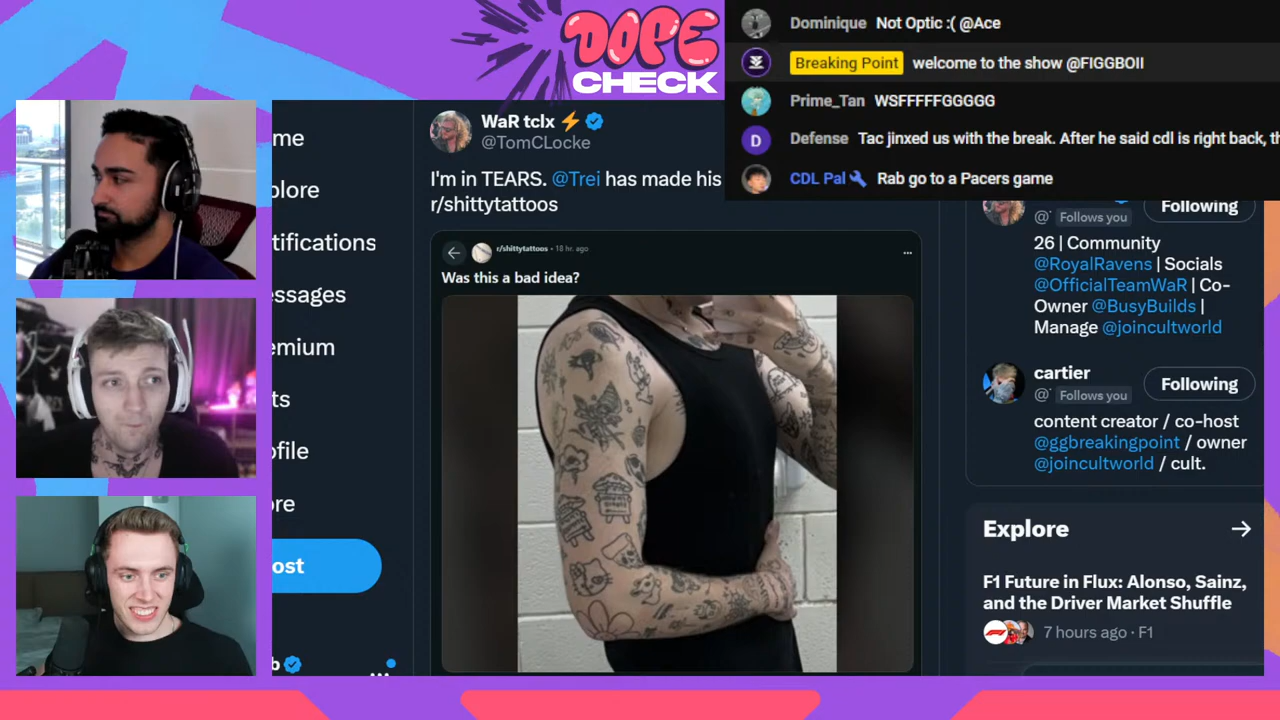 DOPE
CHECK
Dominique Not Optic :( @Ace
Breaking Point welcome to the show @FIGGBOII
Prime_Tan WSFFFFFGGGGG
D Defense Tac jinxed us with the break. After he said cdl is right back, th
CDL Pal Rab go to a Pacers game
me
plore
tifications
essages
emium
ts
ofile
ore
ost
b
WaR tclx
@TomCLocke
I'm in TEARS. @Trei has made his
r/shittytattoos
r/shittytattoos • 10 hr. ago
Was this a bad idea?
@ Follows you
Following
26 | Community
@RoyalRavens | Socials
@OfficialTeamWaR | Co-
Owner @BusyBuilds |
Manage @joincultworld
cartier
@ Follows you
Following
content creator / co-host
@ggbreakingpoint / owner
@joincultworld / cult.
Explore
F1 Future in Flux: Alonso, Sainz,
and the Driver Market Shuffle
7 hours ago · F1